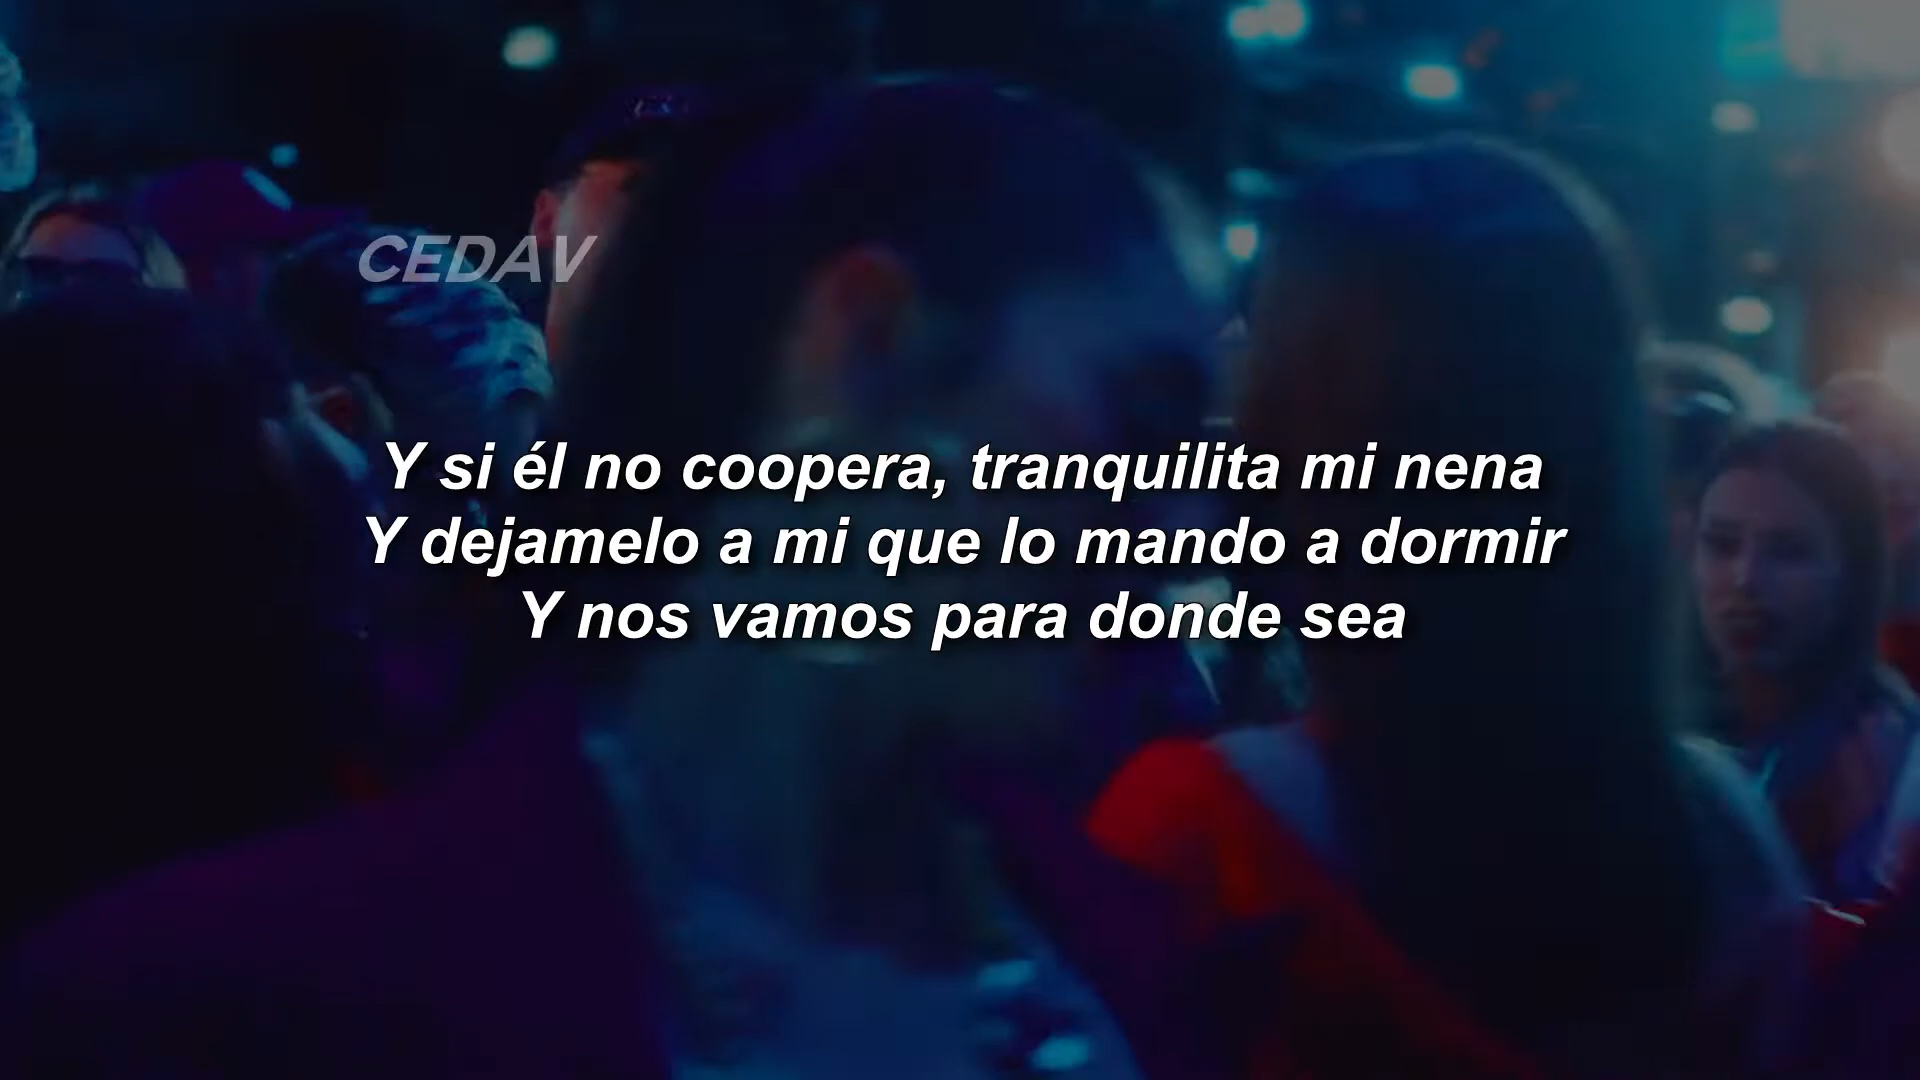 CEDAV
Y si él no coopera, tranquilita mi nena
Y dejamelo a mi que lo mando a dormir
Y nos vamos para donde sea